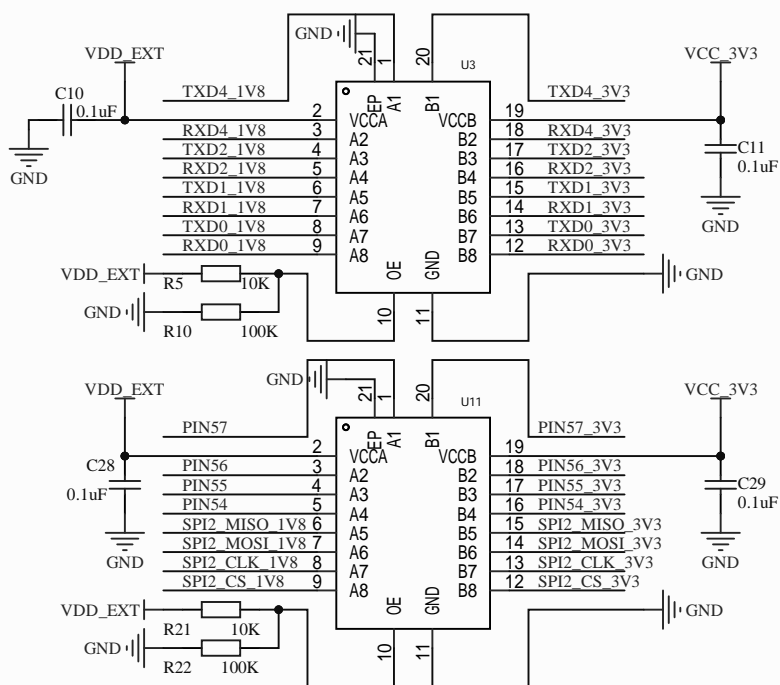 GND
21
1
20
U3
VDD_EXT
VCC_3V3
C10
0.1uF
TXD4_1V8
EP
A1
B1
TXD4_3V3
2
VCCA
VCCB
19
RXD4_1V8
3
A2
B2
18
RXD4_3V3
C11
0.1uF
GND
TXD2_1V8
4
A3
B3
17
TXD2_3V3
RXD2_1V8
5
A4
B4
16
RXD2_3V3
TXD1_1V8
6
A5
B5
15
TXD1_3V3
RXD1_1V8
7
A6
B6
14
RXD1_3V3
GND
TXD0_1V8
8
A7
B7
13
TXD0_3V3
RXD0_1V8
9
A8
B8
12
RXD0_3V3
VDD_EXT
R5
10K
OE
GND
GND
GND
R10
100K
10
11
GND
21
1
20
U11
VDD_EXT
VCC_3V3
PIN57
EP
A1
B1
PIN57_3V3
2
VCCA
VCCB
19
C28
0.1uF
PIN56
3
A2
B2
18
PIN56_3V3
C29
0.1uF
PIN55
4
A3
B3
17
PIN55_3V3
PIN54
5
A4
B4
16
PIN54_3V3
SPI2_MISO_1V8
6
A5
B5
15
SPI2_MISO_3V3
SPI2_MOSI_1V8
7
A6
B6
14
SPI2_MOSI_3V3
GND
GND
SPI2_CLK_1V8
8
A7
B7
13
SPI2_CLK_3V3
SPI2_CS_1V8
9
A8
B8
12
SPI2_CS_3V3
VDD_EXT
R21
10K
OE
GND
GND
GND
R22
100K
10
11